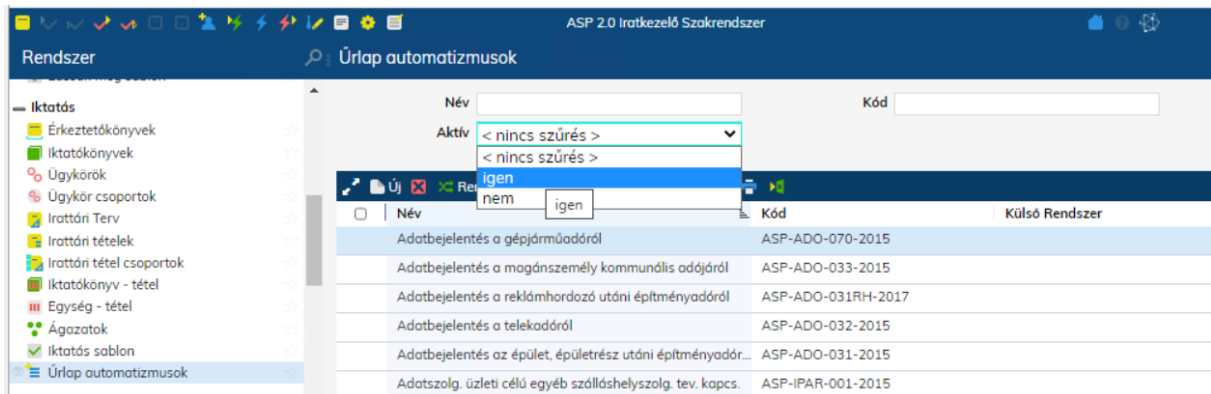 ASP 2.0 Iratkezelő Szakrendszer
Rendszer
Űrlap automatizmusok
Iktatás
Érkeztetőkönyvek
Iktatókönyvek
Ügykörök
Ügykör csoportok
Irattári Terv
Irattári tételek
Irattári tétel csoportok
Iktatókönyv - tétel
Egység - tétel
Ágazatok
Iktatás sablon
Űrlap automatizmusok
Név
Kód
Aktív
< nincs szűrés >
< nincs szűrés >
igen
nem
igen
Új
Név
Kód
Külső Rendszer
Adatbejelentés a gépjárműadóról
ASP-ADO-070-2015
Adatbejelentés a magánszemély kommunális adójáról
ASP-ADO-033-2015
Adatbejelentés a reklámhordozó utáni építményadóról
ASP-ADO-031RH-2017
Adatbejelentés a telekadóról
ASP-ADO-032-2015
Adatbejelentés az épület, épületrész utáni építményadór...
ASP-ADO-031-2015
Adatszolg. üzleti célú egyéb szálláshelyszolg. tev. kapcs.
ASP-IPAR-001-2015